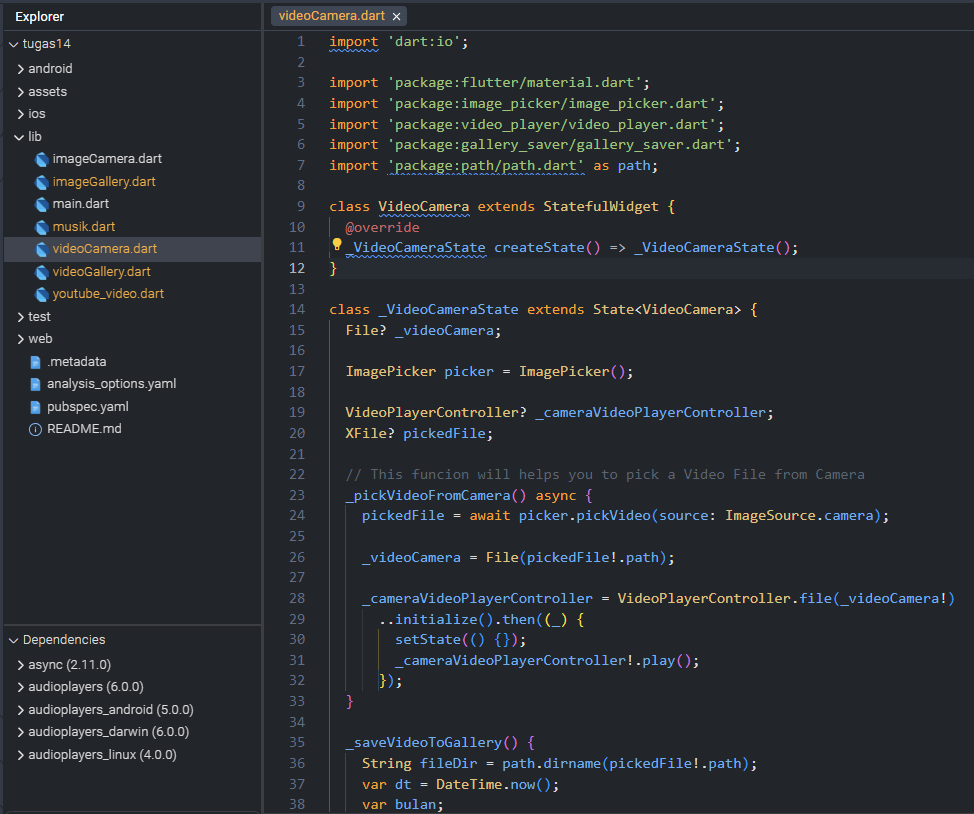 Explorer
tugas14
android
assets
ios
lib
imageCamera.dart
imageGallery.dart
main.dart
musik.dart
videoCamera.dart
videoGallery.dart
youtube_video.dart
test
web
.metadata
analysis_options.yaml
pubspec.yaml
README.md
Dependencies
async (2.11.0)
audioplayers (6.0.0)
audioplayers_android (5.0.0)
audioplayers_darwin (6.0.0)
audioplayers_linux (4.0.0)
videoCamera.dart ×
1 import 'dart:io';
2
3 import 'package:flutter/material.dart';
4 import 'package:image_picker/image_picker.dart';
5 import 'package:video_player/video_player.dart';
6 import 'package:gallery_saver/gallery_saver.dart';
7 import 'package:path/path.dart' as path;
8
9 class VideoCamera extends StatefulWidget {
10 @override
11 _VideoCameraState createState() => _VideoCameraState();
12 }
13
14 class _VideoCameraState extends State<VideoCamera> {
15 File? _videoCamera;
16
17 ImagePicker picker = ImagePicker();
18
19 VideoPlayerController? _cameraVideoPlayerController;
20 XFile? pickedFile;
21
22 // This funcion will helps you to pick a Video File from Camera
23 _pickVideoFromCamera() async {
24 pickedFile = await picker.pickVideo(source: ImageSource.camera);
25
26 _videoCamera = File(pickedFile!.path);
27
28 _cameraVideoPlayerController = VideoPlayerController.file(_videoCamera!)
29 ..initialize().then((_) {
30 setState(() {});
31 _cameraVideoPlayerController!.play();
32 });
33 }
34
35 _saveVideoToGallery() {
36 String fileDir = path.dirname(pickedFile!.path);
37 var dt = DateTime.now();
38 var bulan;